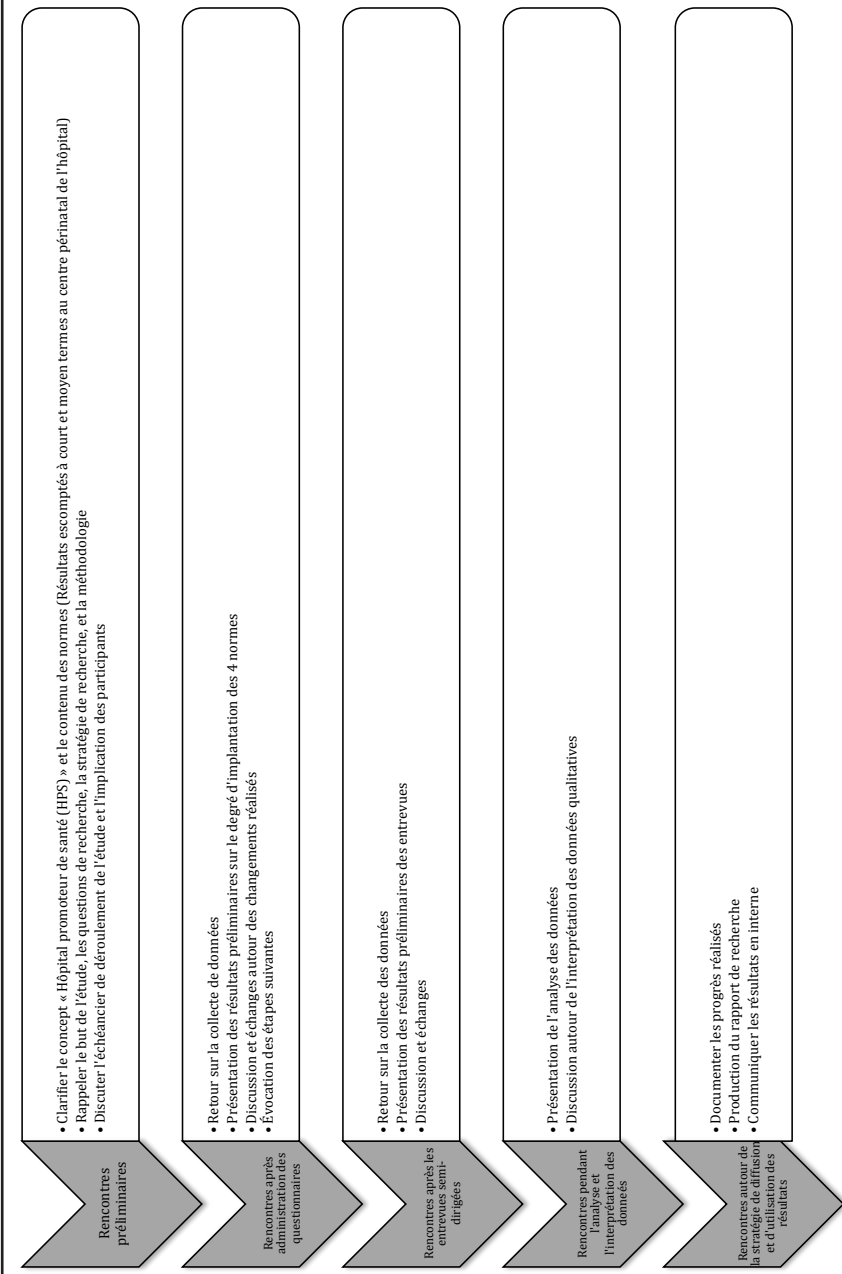 Rencontres
préliminaires
• Clarifier le concept « Hôpital promoteur de santé (HPS) » et le contenu des normes (Résultats escomptés à court et moyen termes au centre périnatal de l'hôpital)
• Rappeler le but de l'étude, les questions de recherche, la stratégie de recherche, et la méthodologie
• Discuter l'échéancier de déroulement de l'étude et l'implication des participants
Rencontres après
administration des
questionnaires
• Retour sur la collecte de données
• Présentation des résultats préliminaires sur le degré d'implantation des 4 normes
• Discussion et échanges autour des changements réalisés
• Évocation des étapes suivantes
Rencontres après les
entrevues semi-
dirigées
• Retour sur la collecte des données
• Présentation des résultats préliminaires des entrevues
• Discussion et échanges
Rencontres pendant
l'analyse et
l'interprétation des
donneés
• Présentation de l'analyse des données
• Discussion autour de l'interprétation des données qualitatives
Rencontres autour de
la stratégie de diffusion
et d'utilisation des
résultats
• Documenter les progrès réalisés
• Production du rapport de recherche
• Communiquer les résultats en interne